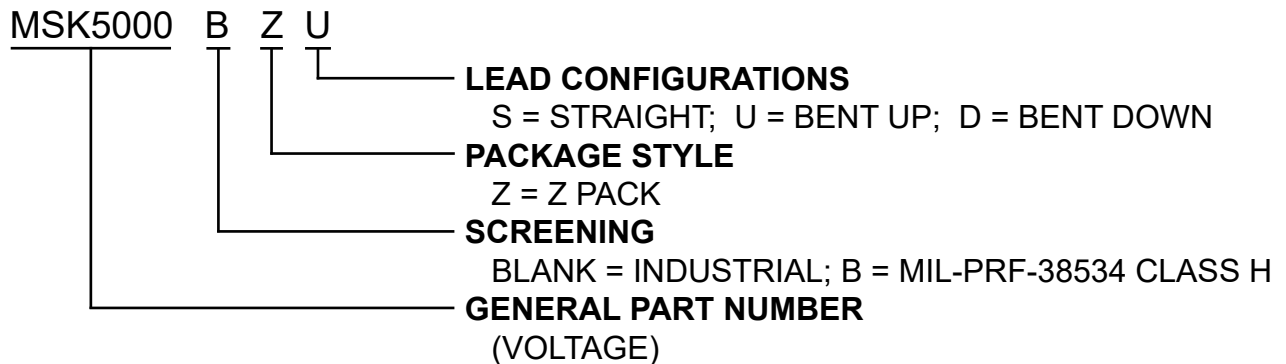 MSK5000 B Z U
LEAD CONFIGURATIONS
S = STRAIGHT; U = BENT UP; D = BENT DOWN
PACKAGE STYLE
Z = Z PACK
SCREENING
BLANK = INDUSTRIAL; B = MIL-PRF-38534 CLASS H
GENERAL PART NUMBER
(VOLTAGE)